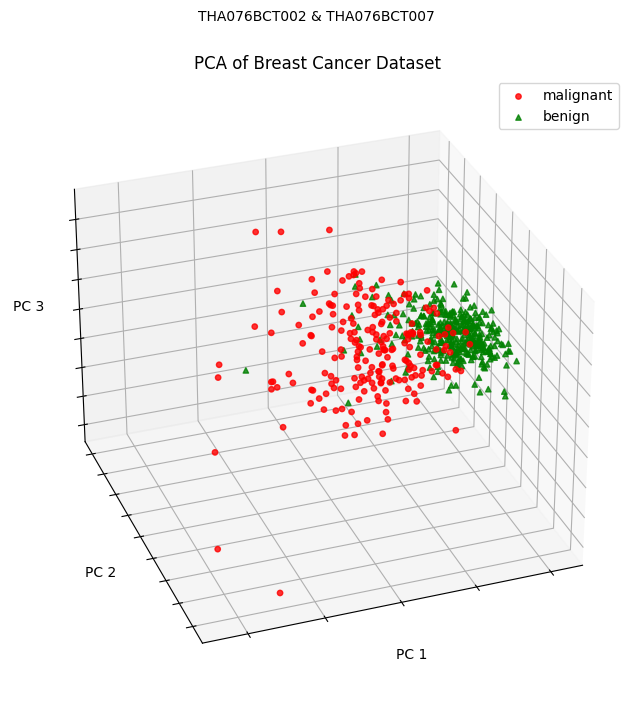 THA076BCT002 & THA076BCT007
PCA of Breast Cancer Dataset
malignant
benign
PC 3
PC 2
PC 1